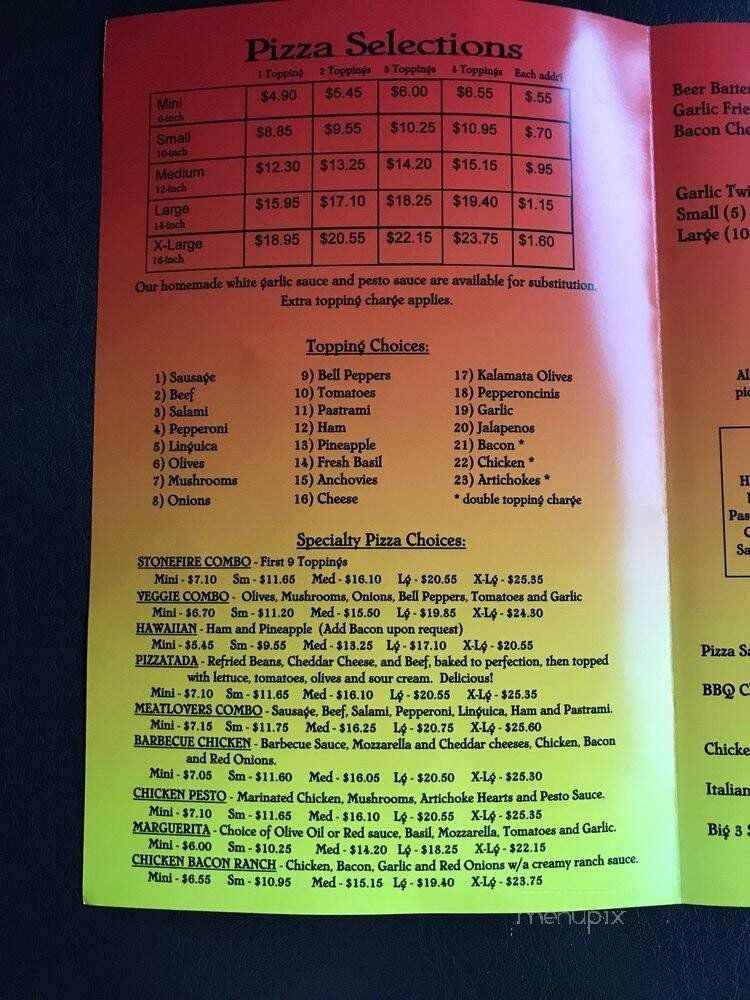 Pizza Selections
1 Topping 2 Toppings 3 Toppings 4 Toppings Each addt'l
Mini $4.90 $5.45 $6.00 $6.55 $.55
6-inch
Small $8.85 $9.55 $10.25 $10.95 $.70
10-inch
Medium $12.30 $13.25 $14.20 $15.15 $.95
12-inch
Large $15.95 $17.10 $18.25 $19.40 $1.15
14-inch
X-Large $18.95 $20.55 $22.15 $23.75 $1.60
16-inch
Our homemade white garlic sauce and pesto sauce are available for substitution.
Extra topping charge applies.
Topping Choices:
1) Sausage
2) Beef
3) Salami
4) Pepperoni
5) Linguica
6) Olives
7) Mushrooms
8) Onions
9) Bell Peppers
10) Tomatoes
11) Pastrami
12) Ham
13) Pineapple
14) Fresh Basil
15) Anchovies
16) Cheese
17) Kalamata Olives
18) Pepperoncinis
19) Garlic
20) Jalapenos
21) Bacon *
22) Chicken *
23) Artichokes *
* double topping charge
Specialty Pizza Choices:
STONEFIRE COMBO - First 9 Toppings
Mini - $7.10 Sm - $11.65 Med - $16.10 Lg - $20.55 X-Lg - $25.35
VEGGIE COMBO - Olives, Mushrooms, Onions, Bell Peppers, Tomatoes and Garlic
Mini - $6.70 Sm - $11.20 Med - $15.50 Lg - $19.85 X-Lg - $24.30
HAWAIIAN - Ham and Pineapple (Add Bacon upon request)
Mini - $5.45 Sm - $9.55 Med - $13.25 Lg - $17.10 X-Lg - $20.55
PIZZATADA - Refried Beans, Cheddar Cheese, and Beef, baked to perfection, then topped
with lettuce, tomatoes, olives and sour cream. Delicious!
Mini - $7.10 Sm - $11.65 Med - $16.10 Lg - $20.55 X-Lg - $25.35
MEATLOVERS COMBO - Sausage, Beef, Salami, Pepperoni, Linguica, Ham and Pastrami.
Mini - $7.15 Sm - $11.75 Med - $16.25 Lg - $20.75 X-Lg - $25.60
BARBECUE CHICKEN - Barbecue Sauce, Mozzarella and Cheddar cheeses, Chicken, Bacon
and Red Onions.
Mini - $7.05 Sm - $11.60 Med - $16.05 Lg - $20.50 X-Lg - $25.30
CHICKEN PESTO - Marinated Chicken, Mushrooms, Artichoke Hearts and Pesto Sauce.
Mini - $7.10 Sm - $11.65 Med - $16.10 Lg - $20.55 X-Lg - $25.35
MARGUERITA - Choice of Olive Oil or Red sauce, Basil, Mozzarella, Tomatoes and Garlic.
Mini - $6.00 Sm - $10.25 Med - $14.20 Lg - $18.25 X-Lg - $22.15
CHICKEN BACON RANCH - Chicken, Bacon, Garlic and Red Onions w/a creamy ranch sauce.
Mini - $6.55 Sm - $10.95 Med - $15.15 Lg - $19.40 X-Lg - $23.75
Beer Batte
Garlic Frie
Bacon Che
Garlic Twi
Small (5)
Large (10
Al
pi
H
Pas
C
Sa
Pizza Sa
BBQ C
Chicke
Italian
Big 3
menupix